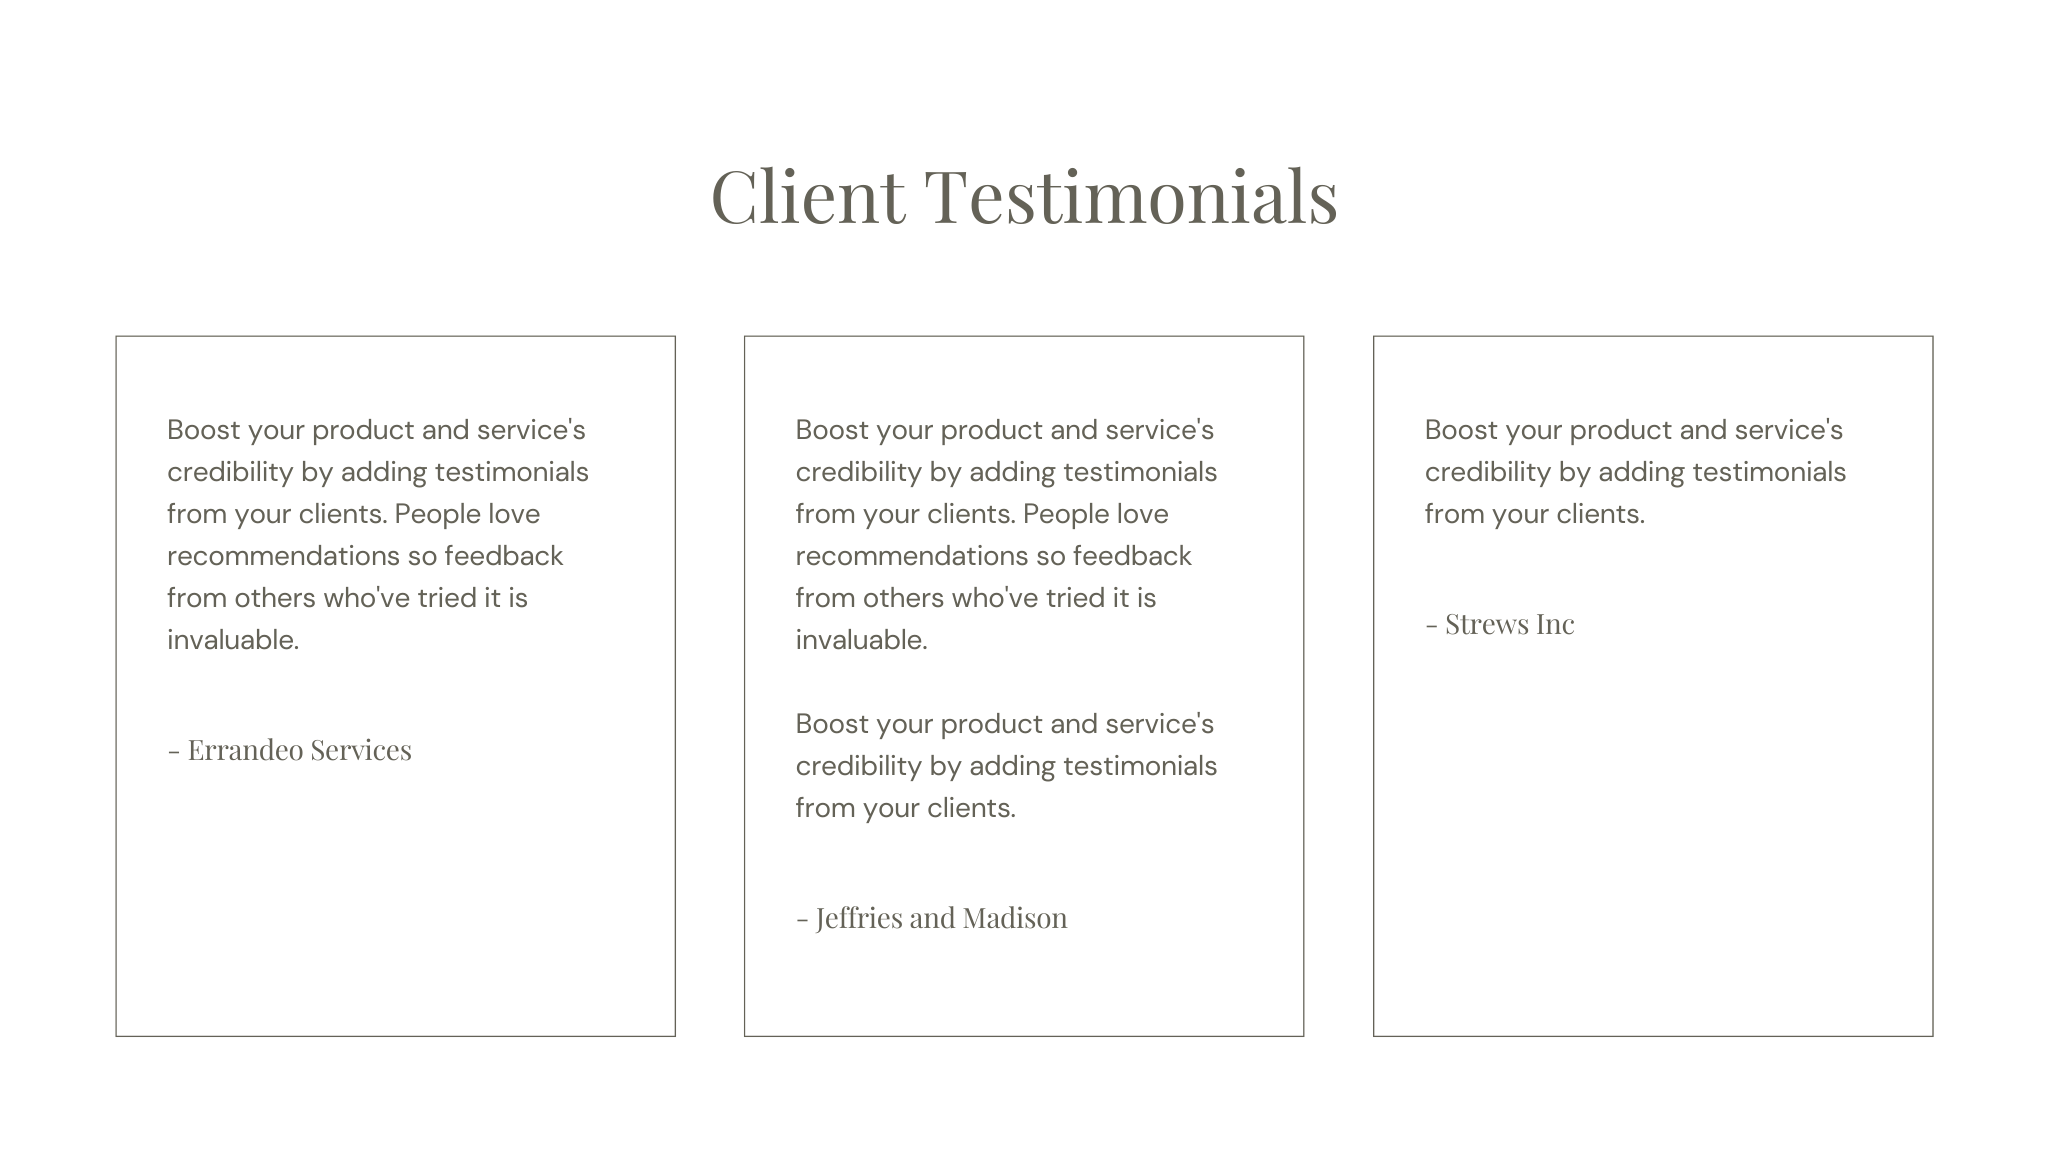 Client Testimonials
Boost your product and service's
credibility by adding testimonials
from your clients. People love
recommendations so feedback
from others who've tried it is
invaluable.
– Errandeo Services
Boost your product and service's
credibility by adding testimonials
from your clients. People love
recommendations so feedback
from others who've tried it is
invaluable.
Boost your product and service's
credibility by adding testimonials
from your clients.
– Jeffries and Madison
Boost your product and service's
credibility by adding testimonials
from your clients.
– Strews Inc